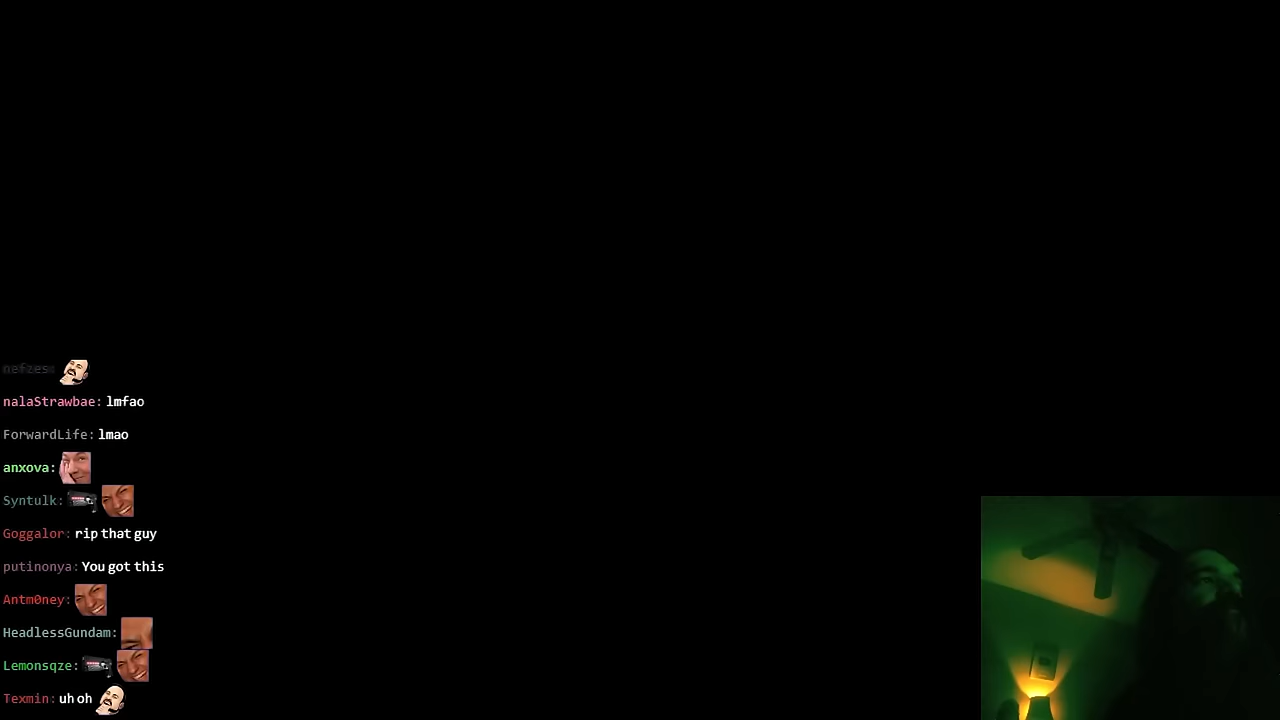 nefzesn
nalaStrawbae: lmfao
ForwardLife: lmao
anxova:
Syntulk:
Goggalor: rip that guy
putinonya: You got this
Antm0ney:
HeadlessGundam:
Lemonsqze:
Texmin: uh oh